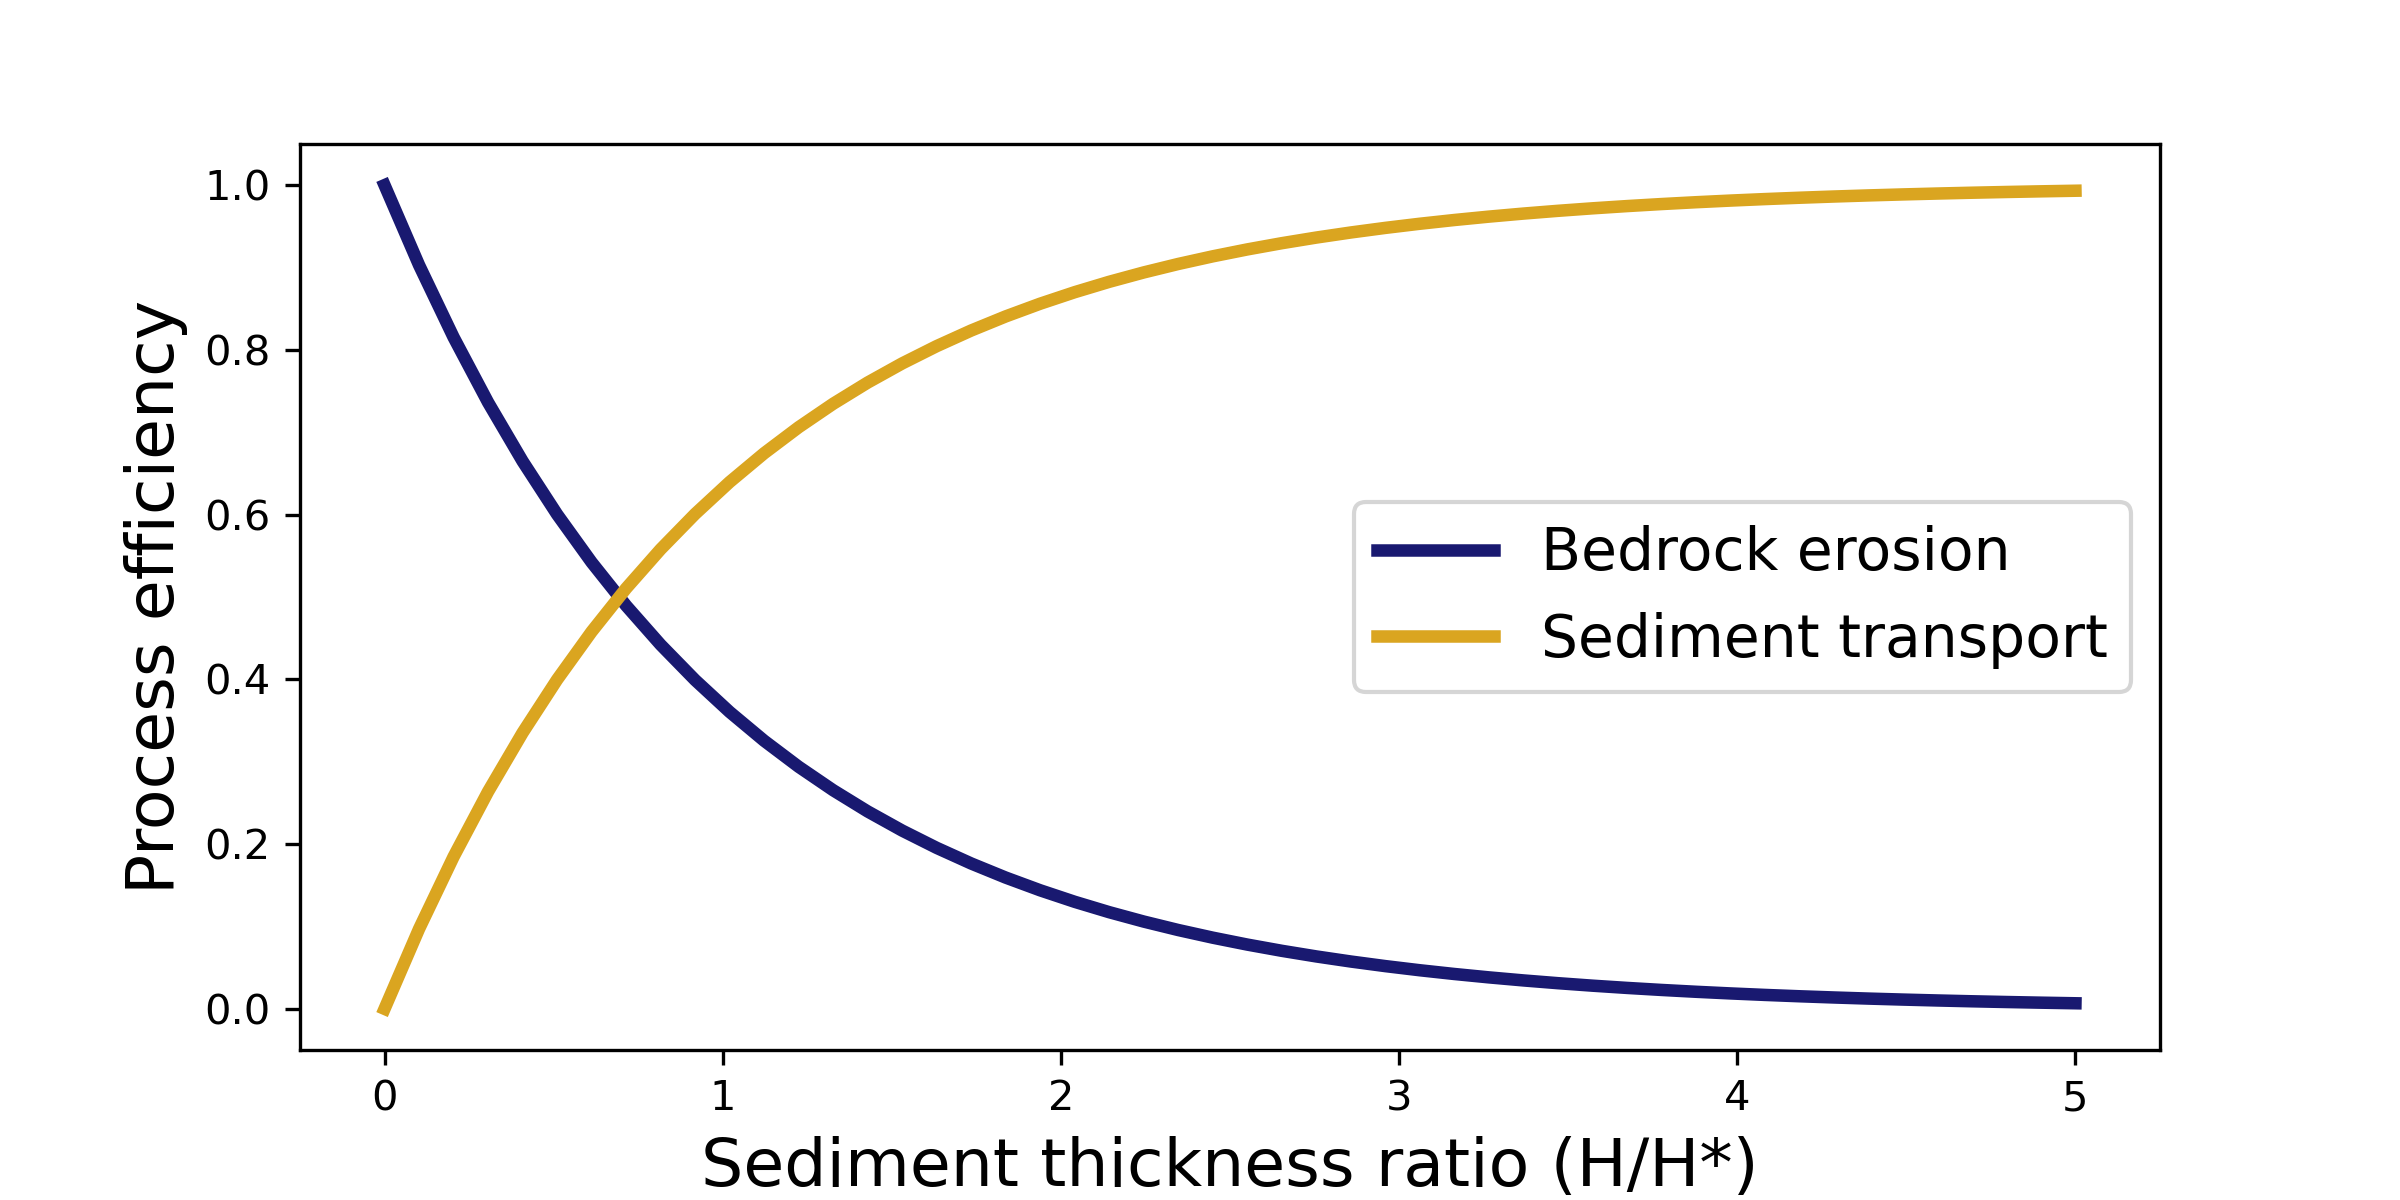 1.0
0.8
0.6
0.4
0.2
0.0
Process efficiency
Bedrock erosion
Sediment transport
0 1 2 3 4 5
Sediment thickness ratio (H/H*)